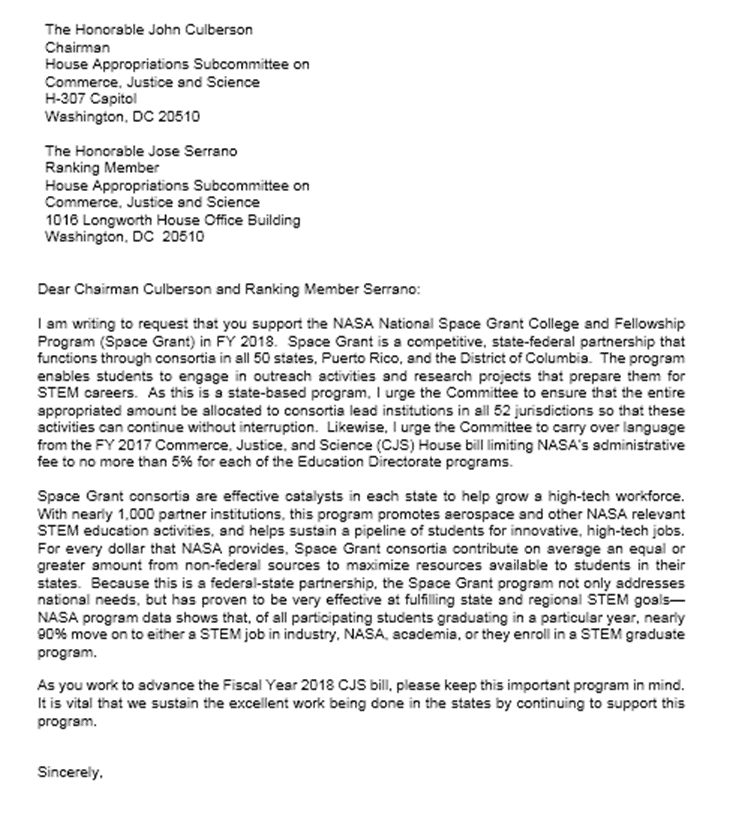 The Honorable John Culberson
Chairman
House Appropriations Subcommittee on
Commerce, Justice and Science
H-307 Capitol
Washington, DC 20510
The Honorable Jose Serrano
Ranking Member
House Appropriations Subcommittee on
Commerce, Justice and Science
1016 Longworth House Office Building
Washington, DC  20510
Dear Chairman Culberson and Ranking Member Serrano:
I am writing to request that you support the NASA National Space Grant College and Fellowship
Program (Space Grant) in FY 2018.  Space Grant is a competitive, state-federal partnership that
functions through consortia in all 50 states, Puerto Rico, and the District of Columbia.  The program
enables students to engage in outreach activities and research projects that prepare them for
STEM careers.  As this is a state-based program, I urge the Committee to ensure that the entire
appropriated amount be allocated to consortia lead institutions in all 52 jurisdictions so that these
activities can continue without interruption.  Likewise, I urge the Committee to carry over language
from the FY 2017 Commerce, Justice, and Science (CJS) House bill limiting NASA's administrative
fee to no more than 5% for each of the Education Directorate programs.
Space Grant consortia are effective catalysts in each state to help grow a high-tech workforce.
With nearly 1,000 partner institutions, this program promotes aerospace and other NASA relevant
STEM education activities, and helps sustain a pipeline of students for innovative, high-tech jobs.
For every dollar that NASA provides, Space Grant consortia contribute on average an equal or
greater amount from non-federal sources to maximize resources available to students in their
states.  Because this is a federal-state partnership, the Space Grant program not only addresses
national needs, but has proven to be very effective at fulfilling state and regional STEM goals—
NASA program data shows that, of all participating students graduating in a particular year, nearly
90% move on to either a STEM job in industry, NASA, academia, or they enroll in a STEM graduate
program.
As you work to advance the Fiscal Year 2018 CJS bill, please keep this important program in mind.
It is vital that we sustain the excellent work being done in the states by continuing to support this
program.
Sincerely,